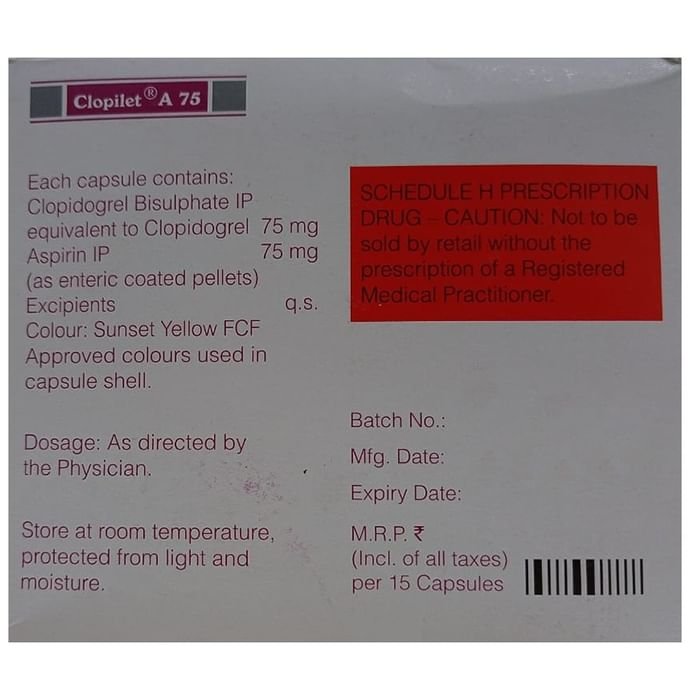 Clopilet® A 75
Each capsule contains:
Clopidogrel Bisulphate IP
equivalent to Clopidogrel 75 mg
Aspirin IP 75 mg
(as enteric coated pellets)
Excipients q.s.
Colour: Sunset Yellow FCF
Approved colours used in
capsule shell.
Dosage: As directed by
the Physician.
Store at room temperature,
protected from light and
moisture.
SCHEDULE H PRESCRIPTION
DRUG – CAUTION: Not to be
sold by retail without the
prescription of a Registered
Medical Practitioner.
Batch No.:
Mfg. Date:
Expiry Date:
M.R.P. ₹
(Incl. of all taxes)
per 15 Capsules